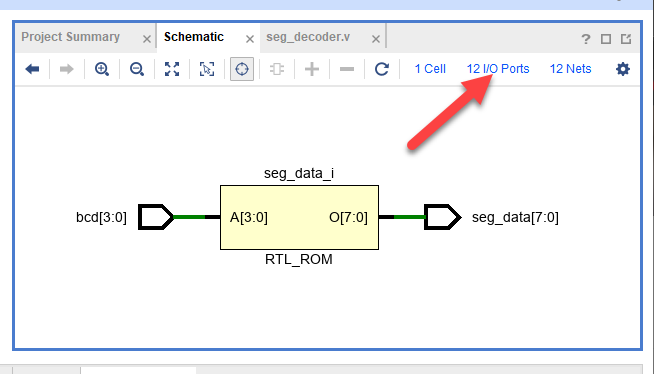 Project Summary × Schematic × seg_decoder.v × ?
1 Cell 12 I/O Ports 12 Nets
seg_data_i
bcd[3:0] A[3:0] O[7:0] seg_data[7:0]
RTL_ROM